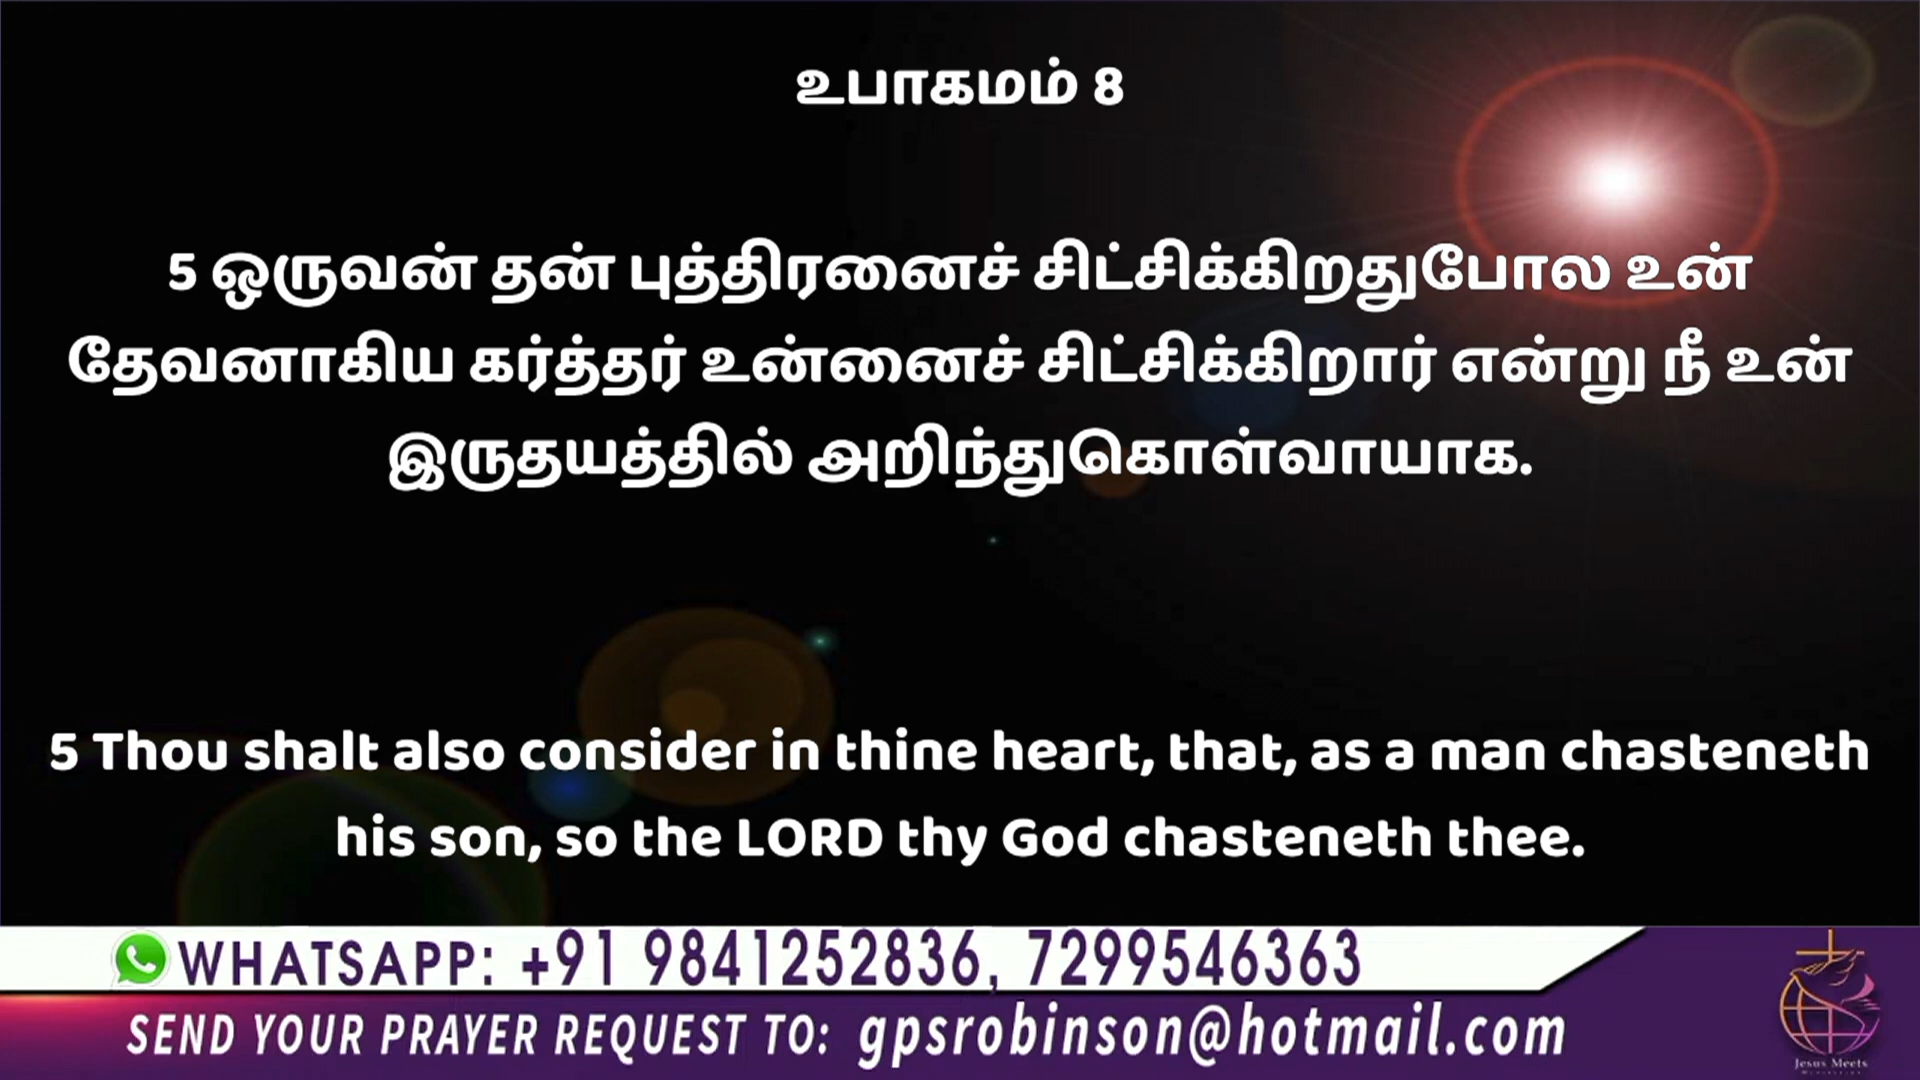 உபாகமம் 8
5 ஒருவன் தன் புத்திரனைச் சிட்சிக்கிறதுபோல உன்
தேவனாகிய கர்த்தர் உன்னைச் சிட்சிக்கிறார் என்று நீ உன்
இருதயத்தில் அறிந்துகொள்வாயாக.
5 Thou shalt also consider in thine heart, that, as a man chasteneth
his son, so the LORD thy God chasteneth thee.
WHATSAPP: +91 9841252836, 7299546363
SEND YOUR PRAYER REQUEST TO: gpsrobinson@hotmail.com
Jesus Meets